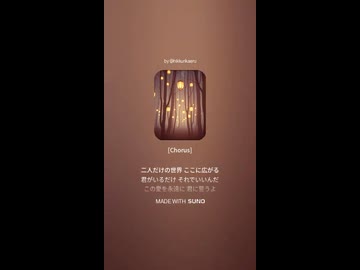 [Chorus]
二人だけの世界 ここに広がる
君がいるだけ それでいいんだ
この愛を永遠に 君に誓うよ
MADE WITH SUNO